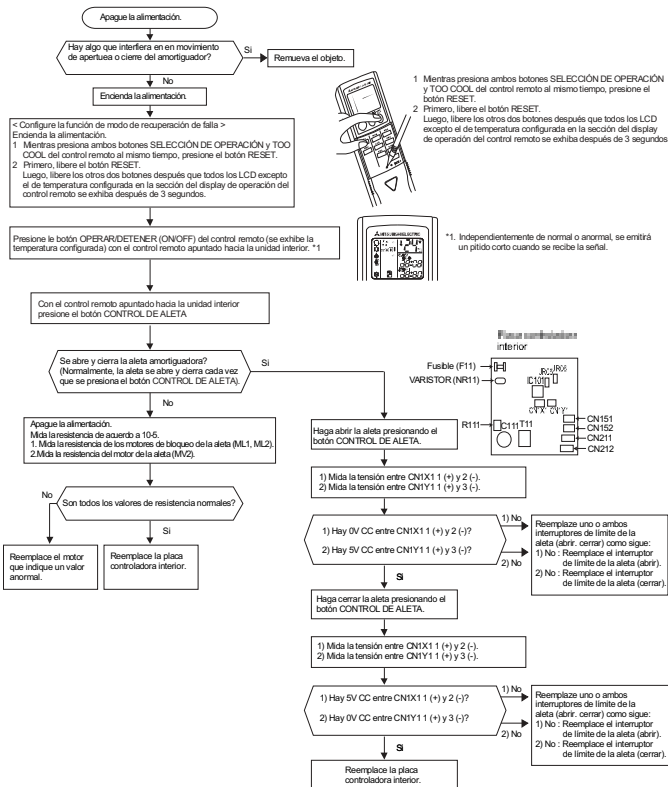 Apague la alimentación.
Hay algo que interfiera en en movimiento
de apertuea o cierre del amortiguador?
Si
Remueva el objeto.
No
Encienda la alimentación.
< Configure la función de modo de recuperación de falla >
Encienda la alimentación.
1 Mientras presiona ambos botones SELECCIÓN DE OPERACIÓN y TOO
COOL del control remoto al mismo tiempo, presione el botón RESET.
2 Primero, libere el botón RESET.
Luego, libere los otros dos botones después que todos los LCD excepto
el de temperatura configurada en la sección del display de operación del
control remoto se exhiba después de 3 segundos.
1 Mientras presiona ambos botones SELECCIÓN DE OPERACIÓN
y TOO COOL del control remoto al mismo tiempo, presione el
botón RESET.
2 Primero, libere el botón RESET.
Luego, libere los otros dos botones después que todos los LCD
excepto el de temperatura configurada en la sección del display
de operación del control remoto se exhiba después de 3 segundos
Presione le botón OPERAR/DETENER (ON/OFF) del control remoto (se exhibe la
temperatura configurada) con el control remoto apuntado hacia la unidad interior. *1
MITSUBISHI ELECTRIC
*1. Independientemente de normal o anormal, se emitirá
un pitido corto cuando se recibe la señal.
Con el control remoto apuntado hacia la unidad interior
presione el botón CONTROL DE ALETA
Se abre y cierra la aleta amortiguadora?
(Normalmente, la aleta se abre y cierra cada vez
que se presiona el botón CONTROL DE ALETA).
Si
No
Apague la alimentación.
Mida la resistencia de acuerdo a 10-5.
1. Mida la resistencia de los motores de bloqueo de la aleta (ML1, ML2).
2.Mida la resistencia del motor de la aleta (MV2).
No
Son todos los valores de resistencia normales?
Si
Reemplace el motor
que indique un valor
anormal.
Reemplace la placa
controladora interior.
Placa controladora
interior
Fusible (F11)
VARISTOR (NR11)
R111
C111 T11
IC101
JR05
JR06
CN1X1
CN1Y1
CN151
CN152
CN211
CN212
Haga abrir la aleta presionando el
botón CONTROL DE ALETA.
1) Mida la tensión entre CN1X1 1 (+) y 2 (-).
2) Mida la tensión entre CN1Y1 1 (+) y 3 (-).
1) Hay 0V CC entre CN1X1 1 (+) y 2 (-)?
2) Hay 5V CC entre CN1Y1 1 (+) y 3 (-)?
1) No
2) No
Reemplaze uno o ambos
interruptores de límite de la
aleta (abrir. cerrar) como sigue:
1) No : Reemplace el interruptor
de límite de la aleta (abrir).
2) No : Reemplace el interruptor
de límite de la aleta (cerrar).
Si
Haga cerrar la aleta presionando el
botón CONTROL DE ALETA.
1) Mida la tensión entre CN1X1 1 (+) y 2 (-).
2) Mida la tensión entre CN1Y1 1 (+) y 3 (-).
1) Hay 5V CC entre CN1X1 1 (+) y 2 (-)?
2) Hay 0V CC entre CN1Y1 1 (+) y 3 (-)?
1) No
2) No
Reemplaze uno o ambos
interruptores de límite de la
aleta (abrir. cerrar) como sigue:
1) No : Reemplace el interruptor
de límite de la aleta (abrir).
2) No : Reemplace el interruptor
de límite de la aleta (cerrar).
Si
Reemplace la placa
controladora interior.